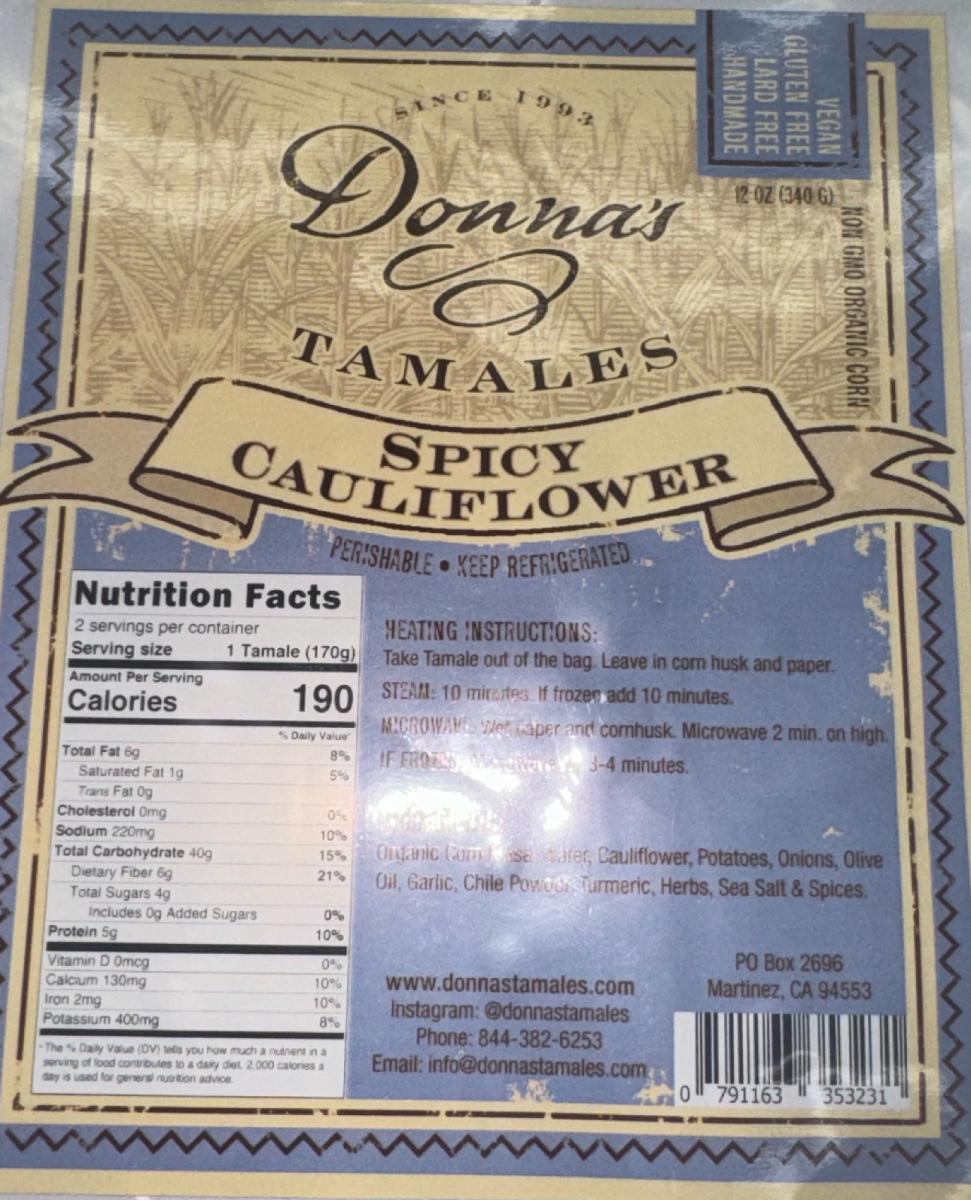 SINCE 1993
Donna's
TAMALES
VEGAN
GLUTEN FREE
LARD FREE
HANDMADE
12 OZ (340 G)
NON GMO ORGANIC CORN
SPICY
CAULIFLOWER
PERISHABLE • KEEP REFRIGERATED
Nutrition Facts
2 servings per container
Serving size 1 Tamale (170g)
Amount Per Serving
Calories 190
% Daily Value*
Total Fat 6g 8%
Saturated Fat 1g 5%
Trans Fat 0g
Cholesterol 0mg 0%
Sodium 220mg 10%
Total Carbohydrate 40g 15%
Dietary Fiber 6g 21%
Total Sugars 4g
Includes 0g Added Sugars 0%
Protein 5g 10%
Vitamin D 0mcg 0%
Calcium 130mg 10%
Iron 2mg 10%
Potassium 400mg 8%
*The % Daily Value (DV) tells you how much a nutrient in a
serving of food contributes to a daily diet. 2,000 calories a
day is used for general nutrition advice.
HEATING INSTRUCTIONS:
Take Tamale out of the bag. Leave in corn husk and paper.
STEAM: 10 minutes. If frozen add 10 minutes.
MICROWAVE: Wet paper and cornhusk. Microwave 2 min. on high.
IF FROZEN 3-4 minutes.
Organic Corn Masa, Water, Cauliflower, Potatoes, Onions, Olive
Oil, Garlic, Chile Powder, Turmeric, Herbs, Sea Salt & Spices.
www.donnastamales.com
Instagram: @donnastamales
Phone: 844-382-6253
Email: info@donnastamales.com
PO Box 2696
Martinez, CA 94553
0 791163 353231